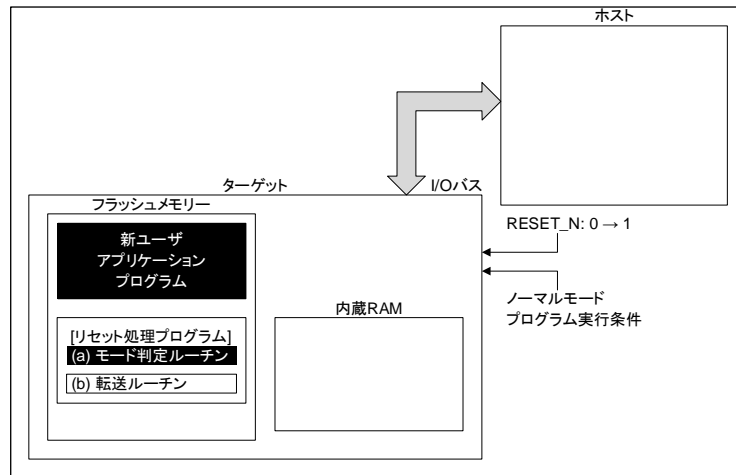 ホスト
ターゲット
I/Oバス
フラッシュメモリー
新ユーザ
アプリケーション
プログラム
RESET_N: 0 → 1
ノーマルモード
プログラム実行条件
内蔵RAM
[リセット処理プログラム]
(a) モード判定ルーチン
(b) 転送ルーチン